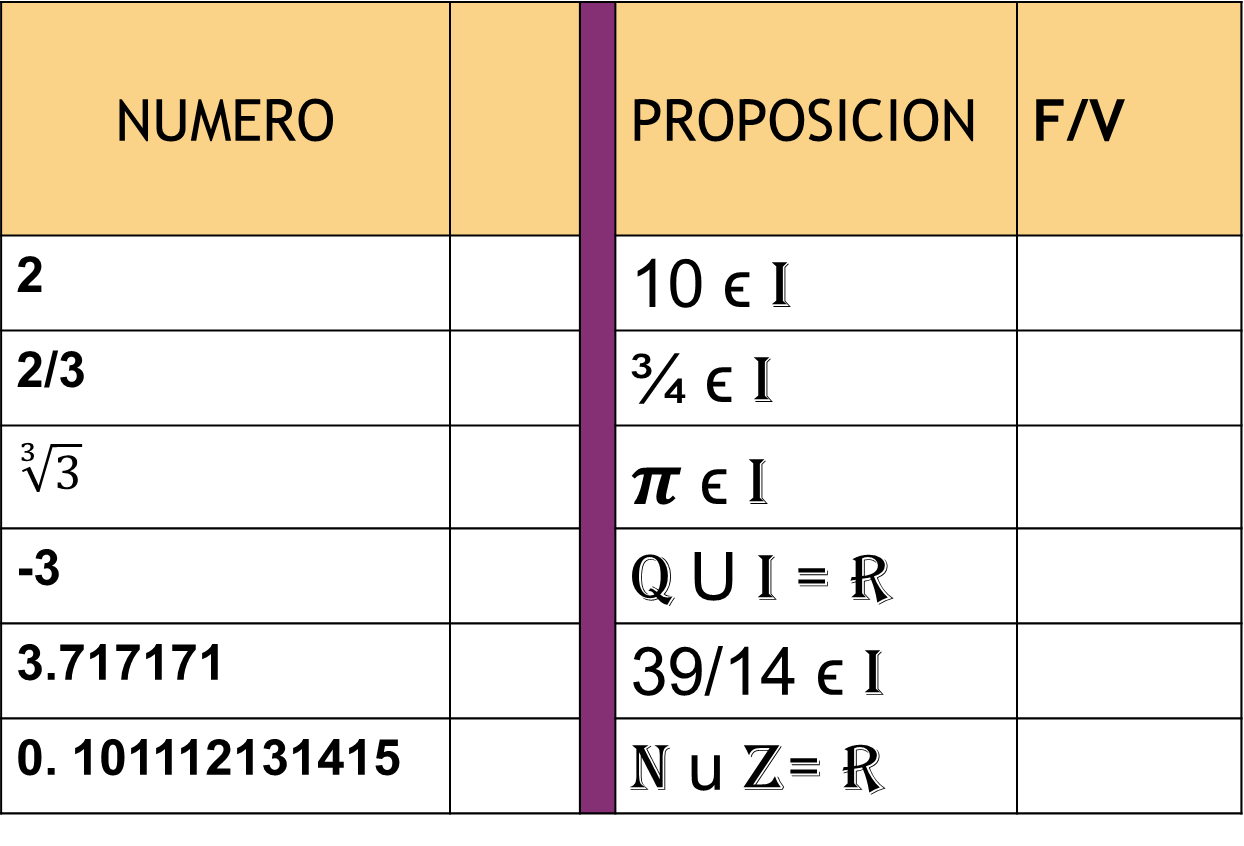 NUMERO PROPOSICION F/V
2 10 ϵ I
2/3 ¾ ϵ I
∛3 π ϵ I
-3 Q U I = R
3.717171 39/14 ϵ I
0. 101112131415 N u Z= R